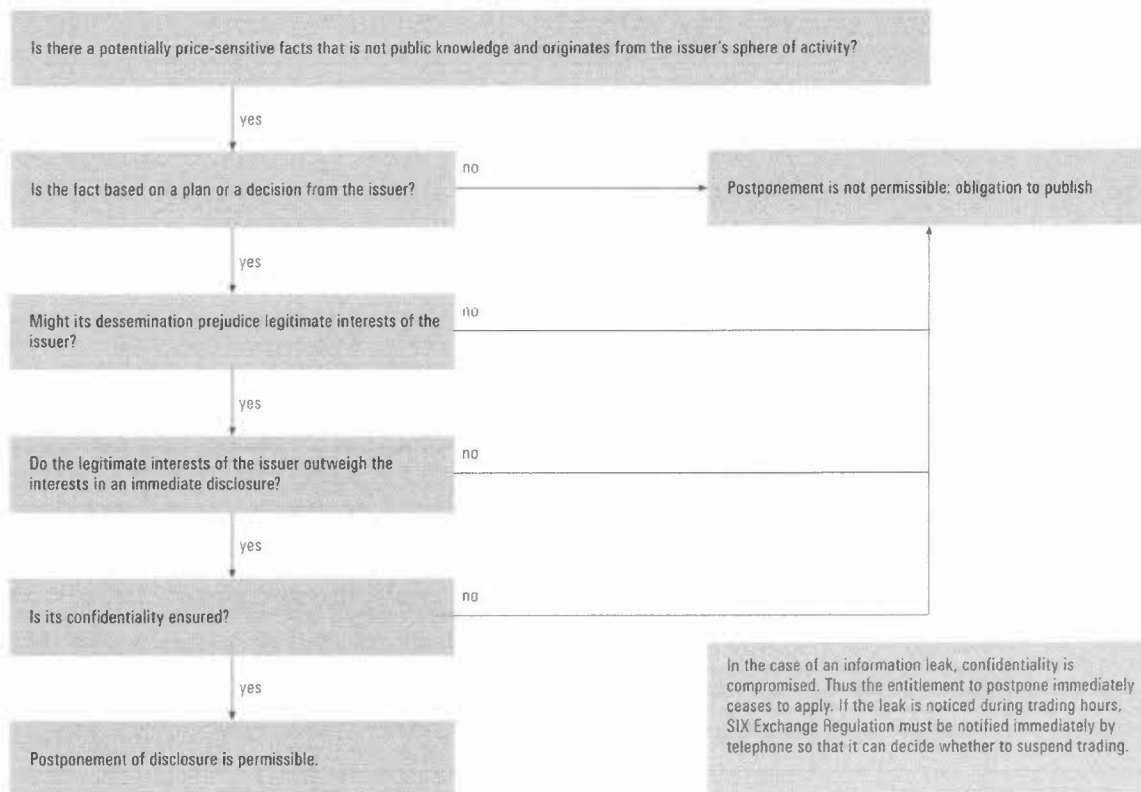 Is there a potentially price-sensitive facts that is not public knowledge and originates from the issuer's sphere of activity?
yes
Is the fact based on a plan or a decision from the issuer?
no
Postponement is not permissible: obligation to publish
yes
Might its dessemination prejudice legitimate interests of the
issuer?
no
yes
Do the legitimate interests of the issuer outweigh the
interests in an immediate disclosure?
no
yes
Is its confidentiality ensured?
no
yes
Postponement of disclosure is permissible.
In the case of an information leak, confidentiality is
compromised. Thus the entitlement to postpone immediately
ceases to apply. If the leak is noticed during trading hours,
SIX Exchange Regulation must be notified immediately by
telephone so that it can decide whether to suspend trading.